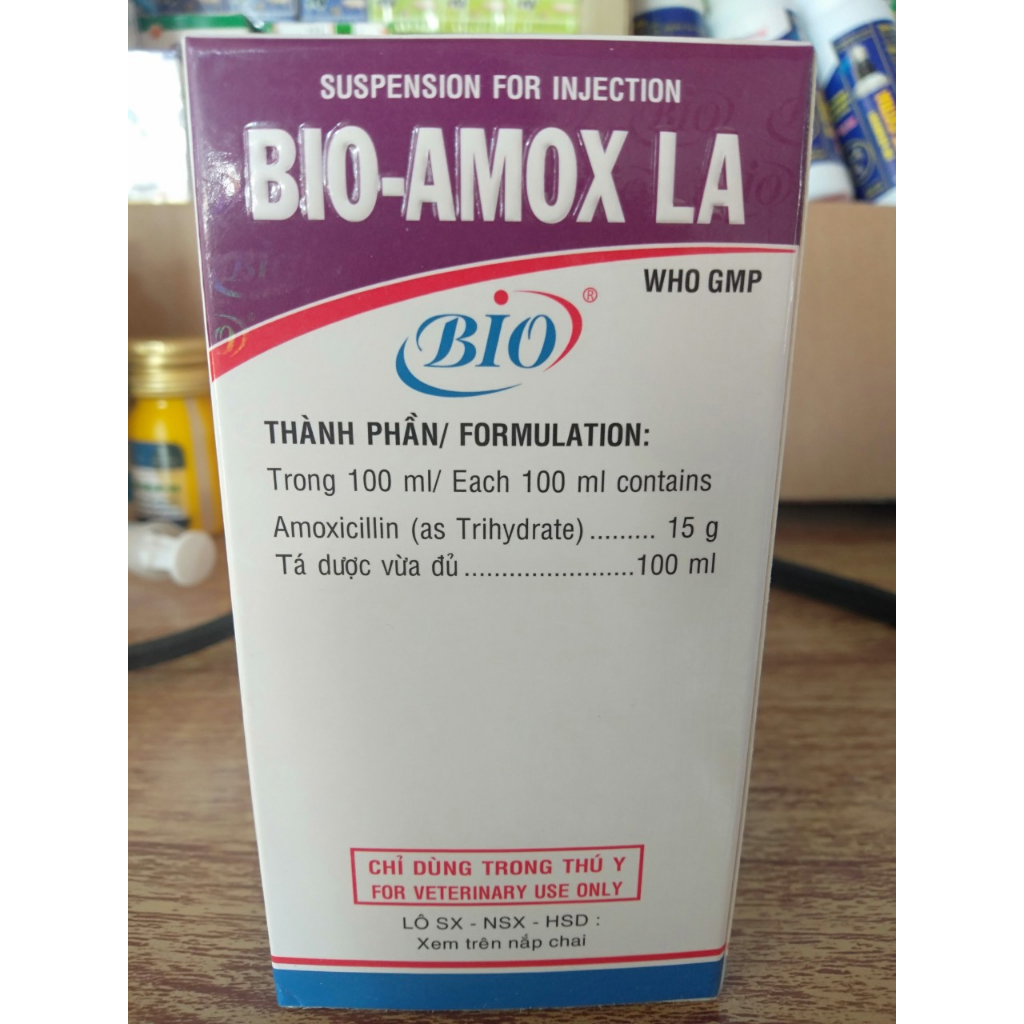 SUSPENSION FOR INJECTION
BIO-AMOX LA
WHO GMP
BIO®
THÀNH PHẦN/ FORMULATION:
Trong 100 ml/ Each 100 ml contains
Amoxicillin (as Trihydrate)......... 15 g
Tá dược vừa đủ.......................100 ml
CHỈ DÙNG TRONG THÚ Y
FOR VETERINARY USE ONLY
LÔ SX - NSX - HSD :
Xem trên nắp chai